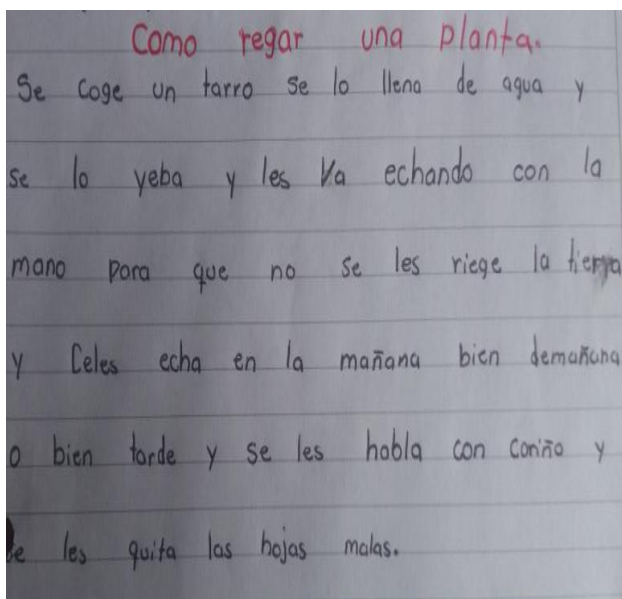 Como regar una planta.
Se coge un tarro se lo llena de agua y
se lo yeba y les va echando con la
mano para que no se les riege la tierra
y Celes echa en la mañana bien demañana
o bien tarde y se les habla con coriño y
se les quita las hojas malas.